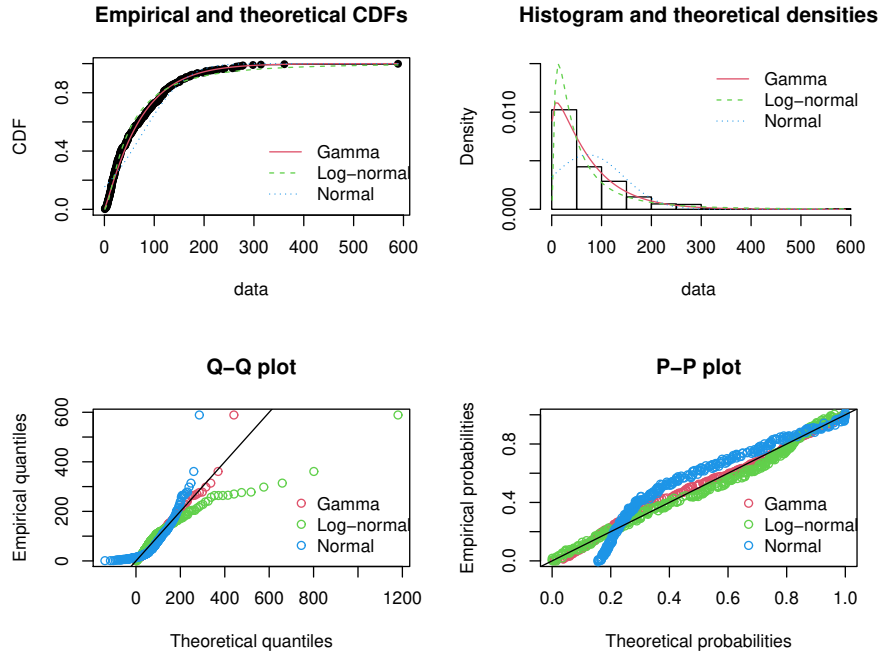 Empirical and theoretical CDFs
CDF
0.0
0.4
0.8
0
100
200
300
400
500
600
data
Gamma
Log−normal
Normal
Histogram and theoretical densities
Density
0.000
0.010
0
100
200
300
400
500
600
data
Gamma
Log−normal
Normal
Q−Q plot
Empirical quantiles
0
200
400
600
0
200
400
600
800
1200
Theoretical quantiles
Gamma
Log−normal
Normal
P−P plot
Empirical probabilities
0.0
0.4
0.8
0.0
0.2
0.4
0.6
0.8
1.0
Theoretical probabilities
Gamma
Log−normal
Normal